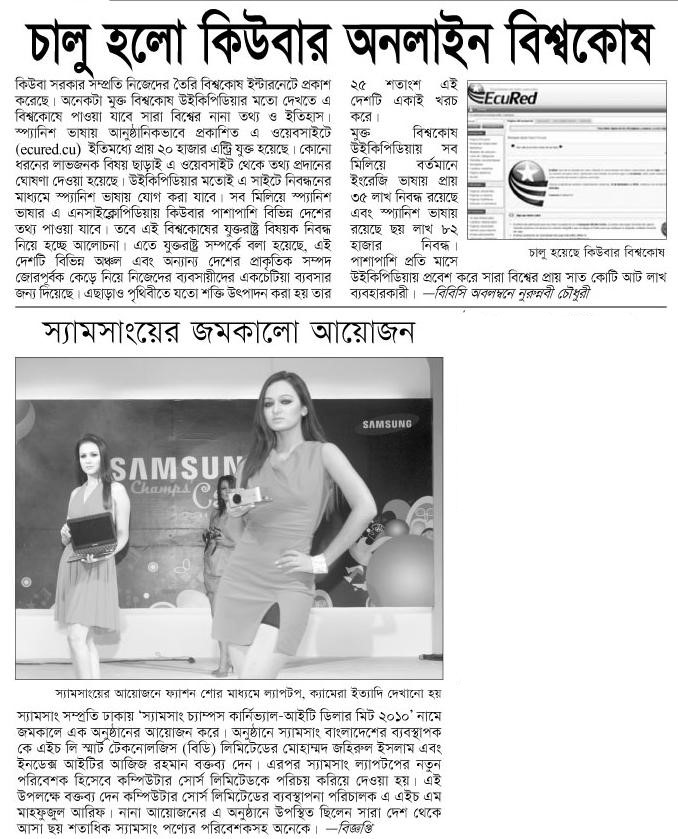 চালু হলো কিউবার অনলাইন বিশ্বকোষ
কিউবা সরকার সম্প্রতি নিজেদের তৈরি বিশ্বকোষ ইন্টারনেটে প্রকাশ
করেছে। অনেকটা মুক্ত বিশ্বকোষ উইকিপিডিয়ার মতো দেখতে এ
বিশ্বকোষে পাওয়া যাবে সারা বিশ্বের নানা তথ্য ও ইতিহাস।
স্প্যানিশ ভাষায় আনুষ্ঠানিকভাবে প্রকাশিত এ ওয়েবসাইটে
(ecured.cu) ইতিমধ্যে প্রায় ২০ হাজার এন্ট্রি যুক্ত হয়েছে। কোনো
ধরনের লাভজনক বিষয় ছাড়াই এ ওয়েবসাইট থেকে তথ্য প্রদানের
ঘোষণা দেওয়া হয়েছে। উইকিপিডিয়ার মতোই এ সাইটে নিবন্ধনের
মাধ্যমে স্প্যানিশ ভাষায় যোগ করা যাবে। সব মিলিয়ে স্প্যানিশ
ভাষার এ এনসাইক্লোপিডিয়ায় কিউবার পাশাপাশি বিভিন্ন দেশের
তথ্য পাওয়া যাবে। তবে এই বিশ্বকোষের যুক্তরাষ্ট্র বিষয়ক নিবন্ধ
নিয়ে হচ্ছে আলোচনা। এতে যুক্তরাষ্ট্র সম্পর্কে বলা হয়েছে, এই
দেশটি বিভিন্ন অঞ্চল এবং অন্যান্য দেশের প্রাকৃতিক সম্পদ
জোরপূর্বক কেড়ে নিয়ে নিজেদের ব্যবসায়ীদের একচেটিয়া ব্যবসার
জন্য দিয়েছে। এছাড়াও পৃথিবীতে যতো শক্তি উৎপাদন করা হয় তার
২৫ শতাংশ এই
দেশটি একাই খরচ
করে।
মুক্ত বিশ্বকোষ
উইকিপিডিয়ায় সব
মিলিয়ে বর্তমানে
ইংরেজি ভাষায় প্রায়
৩৫ লাখ নিবন্ধ রয়েছে
এবং স্প্যানিশ ভাষায়
রয়েছে ছয় লাখ ৮২
হাজার নিবন্ধ।
পাশাপাশি প্রতি মাসে
উইকিপিডিয়ায় প্রবেশ করে সারা বিশ্বের প্রায় সাত কোটি আট লাখ
ব্যবহারকারী। —বিবিসি অবলম্বনে নুরুন্নবী চৌধুরী
EcuRed
চালু হয়েছে কিউবার বিশ্বকোষ
স্যামসাংয়ের জমকালো আয়োজন
SAMSUNG
SAMSUN
Champs
স্যামসাংয়ের আয়োজনে ফ্যাশন শোর মাধ্যমে ল্যাপটপ, ক্যামেরা ইত্যাদি দেখানো হয়
স্যামসাং সম্প্রতি ঢাকায় ‘স্যামসাং চ্যাম্পস কার্নিভ্যাল-আইটি ডিলার মিট ২০১০’ নামে
জমকালো এক অনুষ্ঠানের আয়োজন করে। অনুষ্ঠানে স্যামসাং বাংলাদেশের ব্যবস্থাপক
কে এইচ লি স্মার্ট টেকনোলজিস (বিডি) লিমিটেডের মোহাম্মদ জহিরুল ইসলাম এবং
ইনডেক্স আইটির আজিজ রহমান বক্তব্য দেন। এরপর স্যামসাং ল্যাপটপের নতুন
পরিবেশক হিসেবে কম্পিউটার সোর্স লিমিটেডকে পরিচয় করিয়ে দেওয়া হয়। এই
উপলক্ষে বক্তব্য দেন কম্পিউটার সোর্স লিমিটেডের ব্যবস্থাপনা পরিচালক এ এইচ এম
মাহফুজুল আরিফ। নানা আয়োজনের এ অনুষ্ঠানে উপস্থিত ছিলেন সারা দেশ থেকে
আসা ছয় শতাধিক স্যামসাং পণ্যের পরিবেশকসহ অনেকে। —বিজ্ঞপ্তি